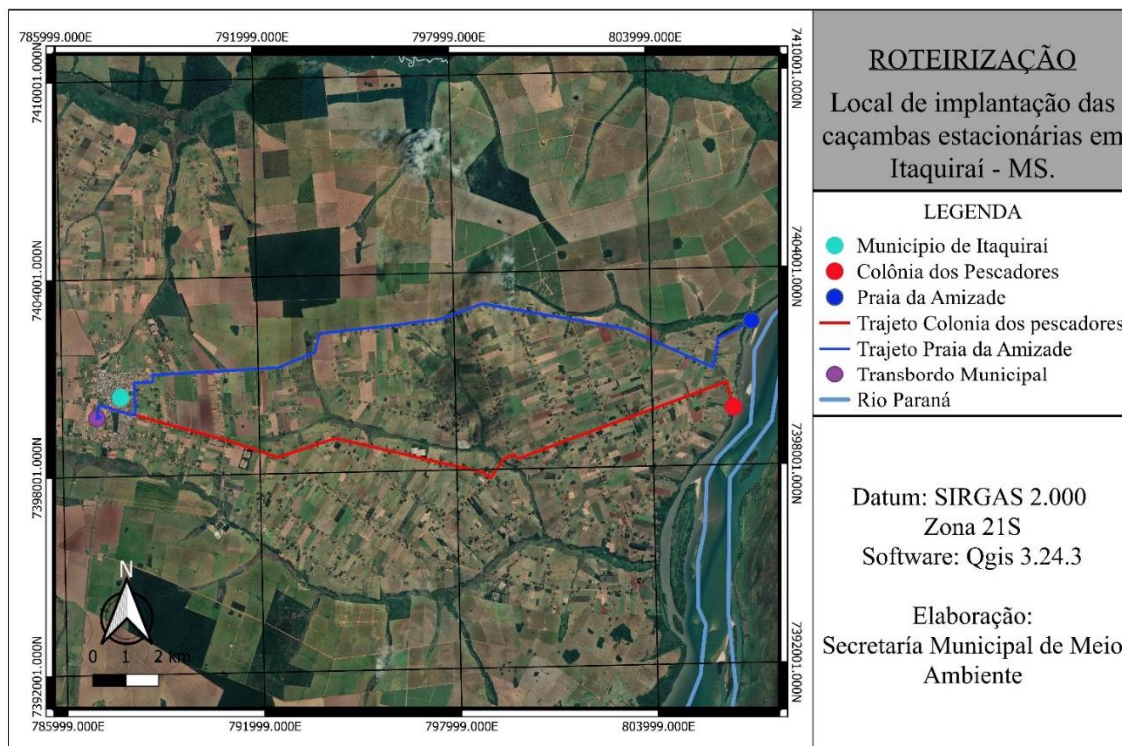 785999.000E 791999.000E 797999.000E 803999.000E
7410001.000N
7404001.000N
7398001.000N
7392001.000N
7410001.000N
7404001.000N
7398001.000N
7392001.000N
N
0 1 2 km
785999.000E 791999.000E 797999.000E 803999.000E
ROTEIRIZAÇÃO
Local de implantação das
caçambas estacionárias em
Itaquiraí - MS.
LEGENDA
Município de Itaquiraí
Colônia dos Pescadores
Praia da Amizade
Trajeto Colonia dos pescadores
Trajeto Praia da Amizade
Transbordo Municipal
Rio Paraná
Datum: SIRGAS 2.000
Zona 21S
Software: Qgis 3.24.3
Elaboração:
Secretaría Municipal de Meio
Ambiente